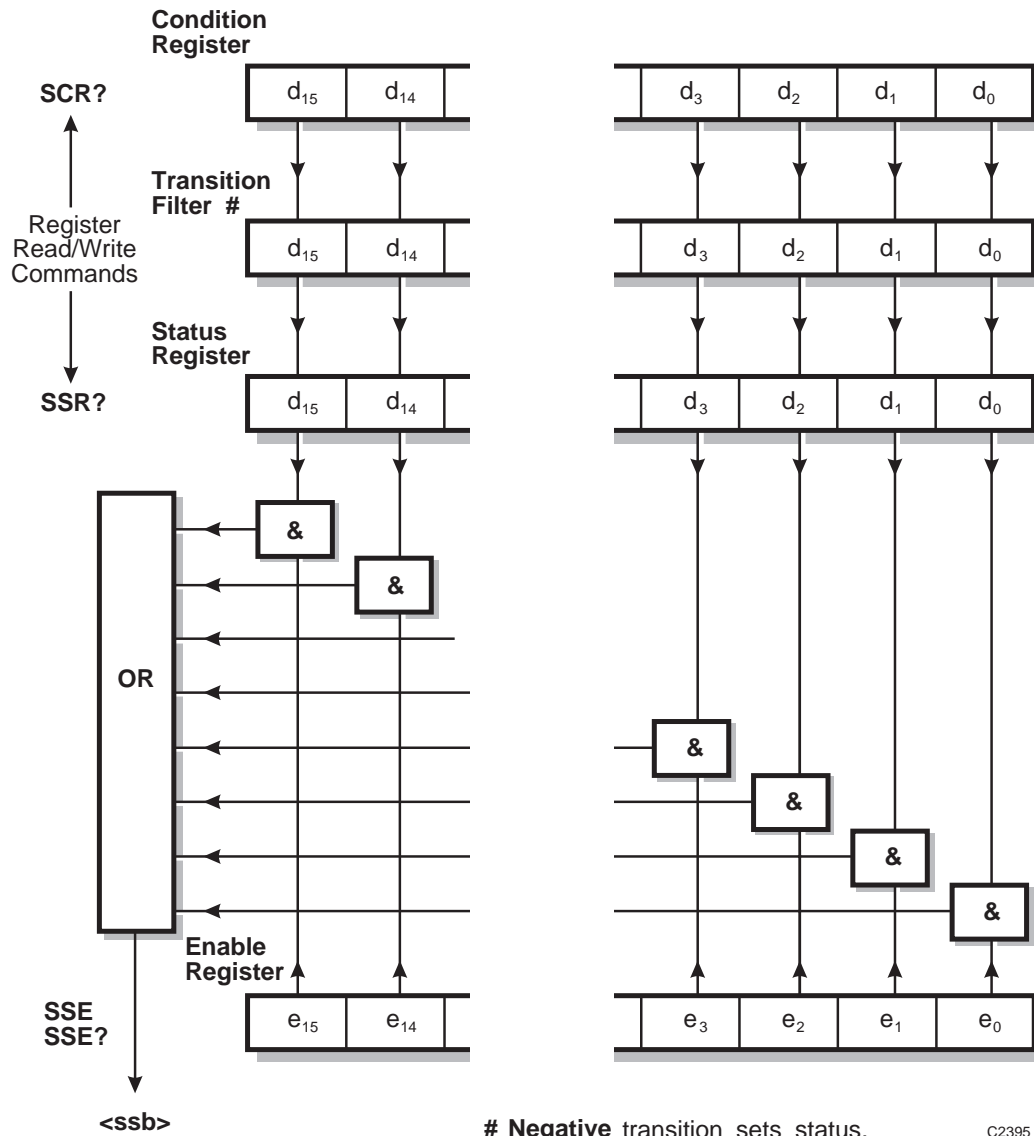 Condition
Register
SCR?
d15 d14 d3 d2 d1 d0
Transition
Filter #
Register
Read/Write
Commands
d15 d14 d3 d2 d1 d0
Status
Register
SSR?
d15 d14 d3 d2 d1 d0
&
&
OR
&
&
&
&
Enable
Register
SSE
SSE?
e15 e14 e3 e2 e1 e0
<ssb>
# Negative transition sets status.
C2395